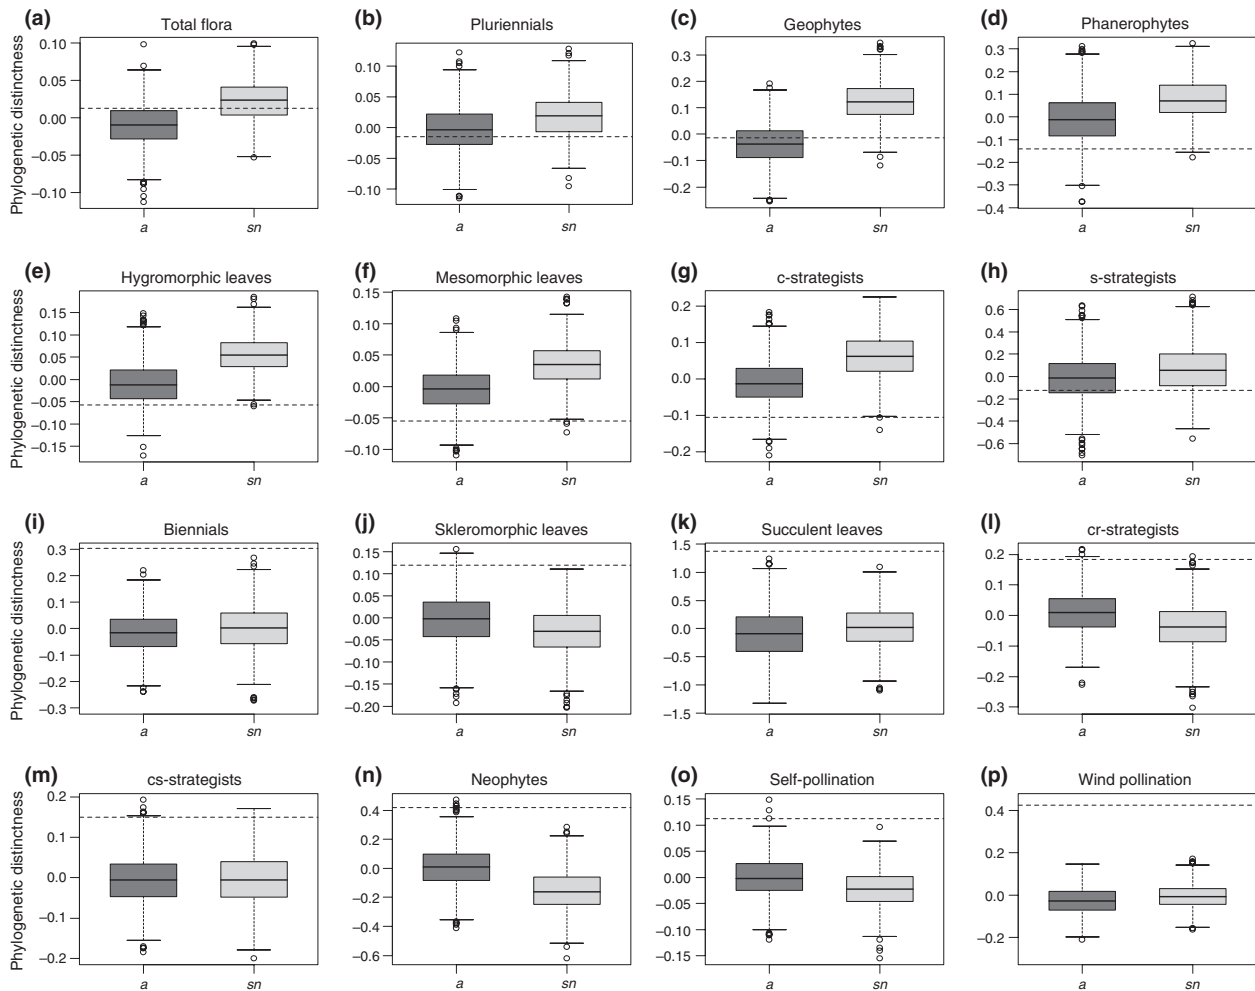 (a) Total flora (b) Pluriennials (c) Geophytes (d) Phanerophytes
Phylogenetic distinctness
0.10 0.05 0.00 −0.05 −0.10
0.10 0.05 0.00 −0.05 −0.10
0.3 0.2 0.1 0.0 −0.1 −0.2
0.3 0.2 0.1 0.0 −0.1 −0.2 −0.3 −0.4
a sn a sn a sn a sn
(e) Hygromorphic leaves (f) Mesomorphic leaves (g) c-strategists (h) s-strategists
Phylogenetic distinctness
0.15 0.10 0.05 0.00 −0.05 −0.10 −0.15
0.15 0.10 0.05 0.00 −0.05 −0.10
0.2 0.1 0.0 −0.1 −0.2
0.6 0.4 0.2 0.0 −0.2 −0.4 −0.6
a sn a sn a sn a sn
(i) Biennials (j) Skleromorphic leaves (k) Succulent leaves (l) cr-strategists
Phylogenetic distinctness
0.3 0.2 0.1 0.0 −0.1 −0.2 −0.3
0.15 0.10 0.05 0.00 −0.05 −0.10 −0.15 −0.20
1.5 1.0 0.5 0.0 −0.5 −1.0 −1.5
0.2 0.1 0.0 −0.1 −0.2 −0.3
a sn a sn a sn a sn
(m) cs-strategists (n) Neophytes (o) Self-pollination (p) Wind pollination
Phylogenetic distinctness
0.2 0.1 0.0 −0.1 −0.2
0.4 0.2 0.0 −0.2 −0.4 −0.6
0.15 0.10 0.05 0.00 −0.05 −0.10 −0.15
0.4 0.2 0.0 −0.2
a sn a sn a sn a sn